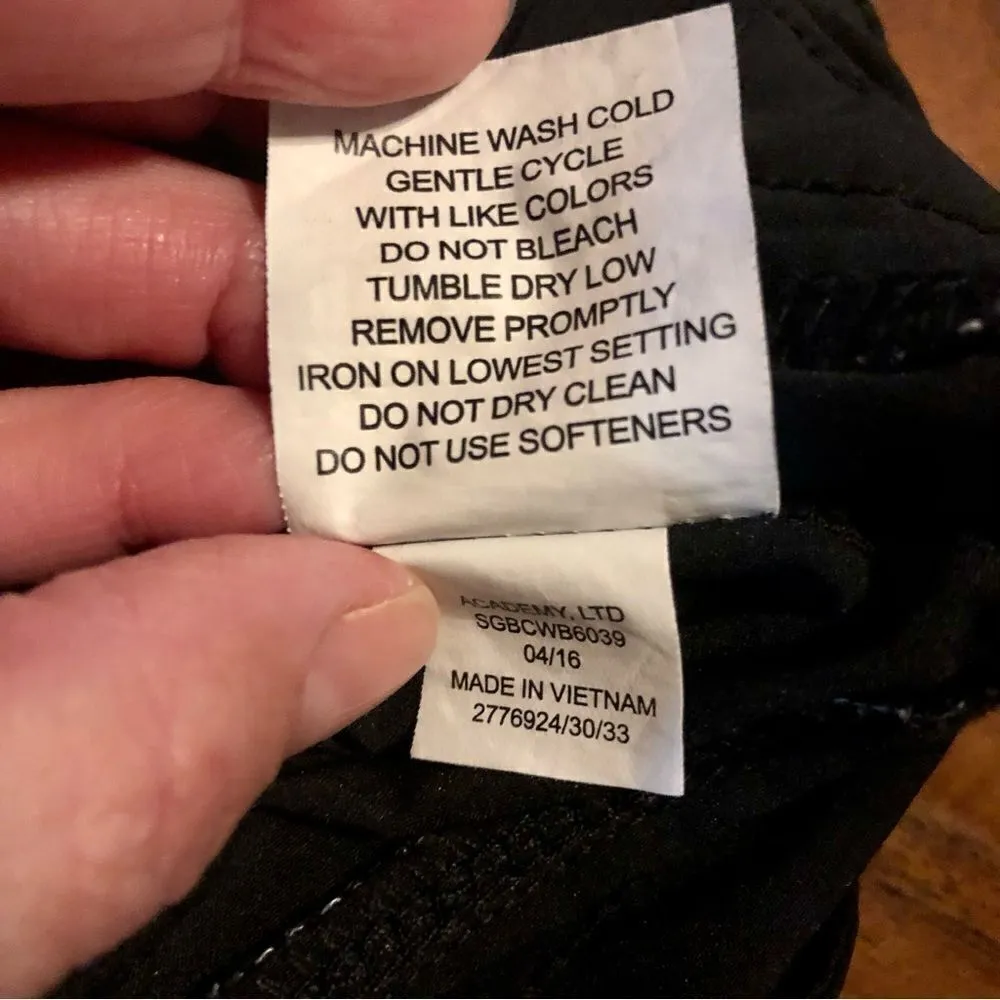 MACHINE WASH COLD
GENTLE CYCLE
WITH LIKE COLORS
DO NOT BLEACH
TUMBLE DRY LOW
REMOVE PROMPTLY
IRON ON LOWEST SETTING
DO NOT DRY CLEAN
DO NOT USE SOFTENERS
ACADEMY, LTD
SGBCWB6039
04/16
MADE IN VIETNAM
2776924/30/33